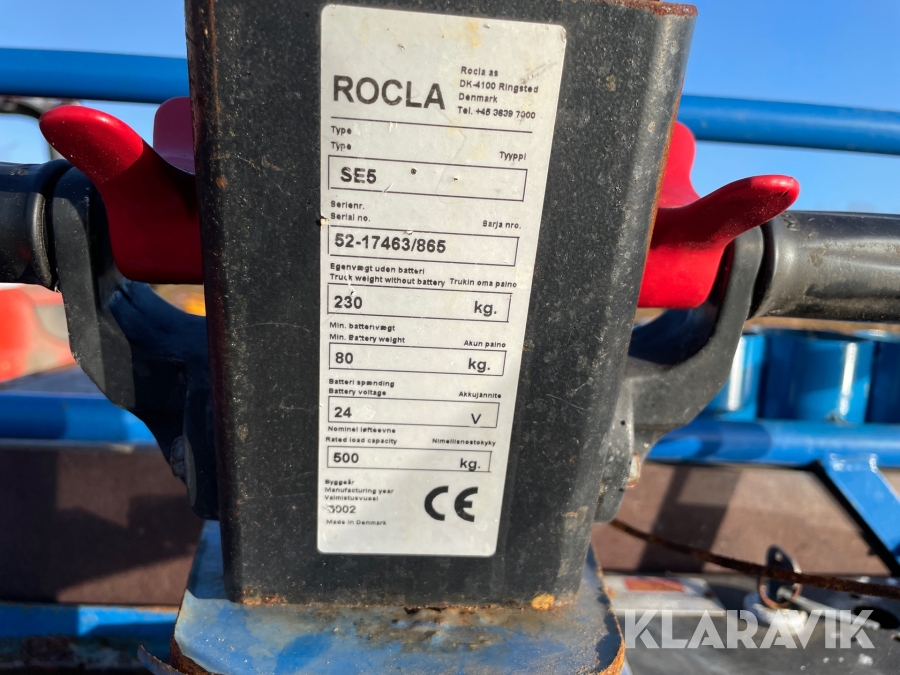 ROCLA
Rocla as
DK-4100 Ringsted
Denmark
Tel. +45 3639 7000
Type
Type Tyyppi
SE5
Serienr.
Serial no. Sarja nro.
52-17463/865
Egenvægt uden batteri
Truck weight without battery Trukin oma paino
230 kg.
Min. batterivægt
Min. Battery weight Akun paino
80 kg.
Batteri spænding
Battery voltage Akkujännite
24 V
Nominel løfteevne
Rated load capacity Nimellisnostokyky
500 kg.
Byggeår
Manufacturing year
Valmistusvuosi
2002
Made in Denmark
CE
KLARAVIK